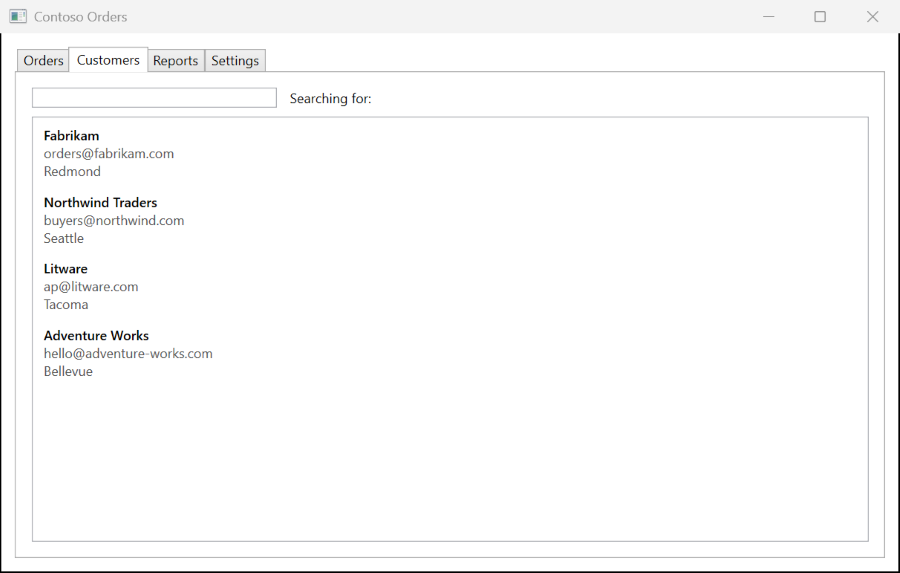 Contoso Orders
Orders Customers Reports Settings
Searching for:
Fabrikam
orders@fabrikam.com
Redmond
Northwind Traders
buyers@northwind.com
Seattle
Litware
ap@litware.com
Tacoma
Adventure Works
hello@adventure-works.com
Bellevue